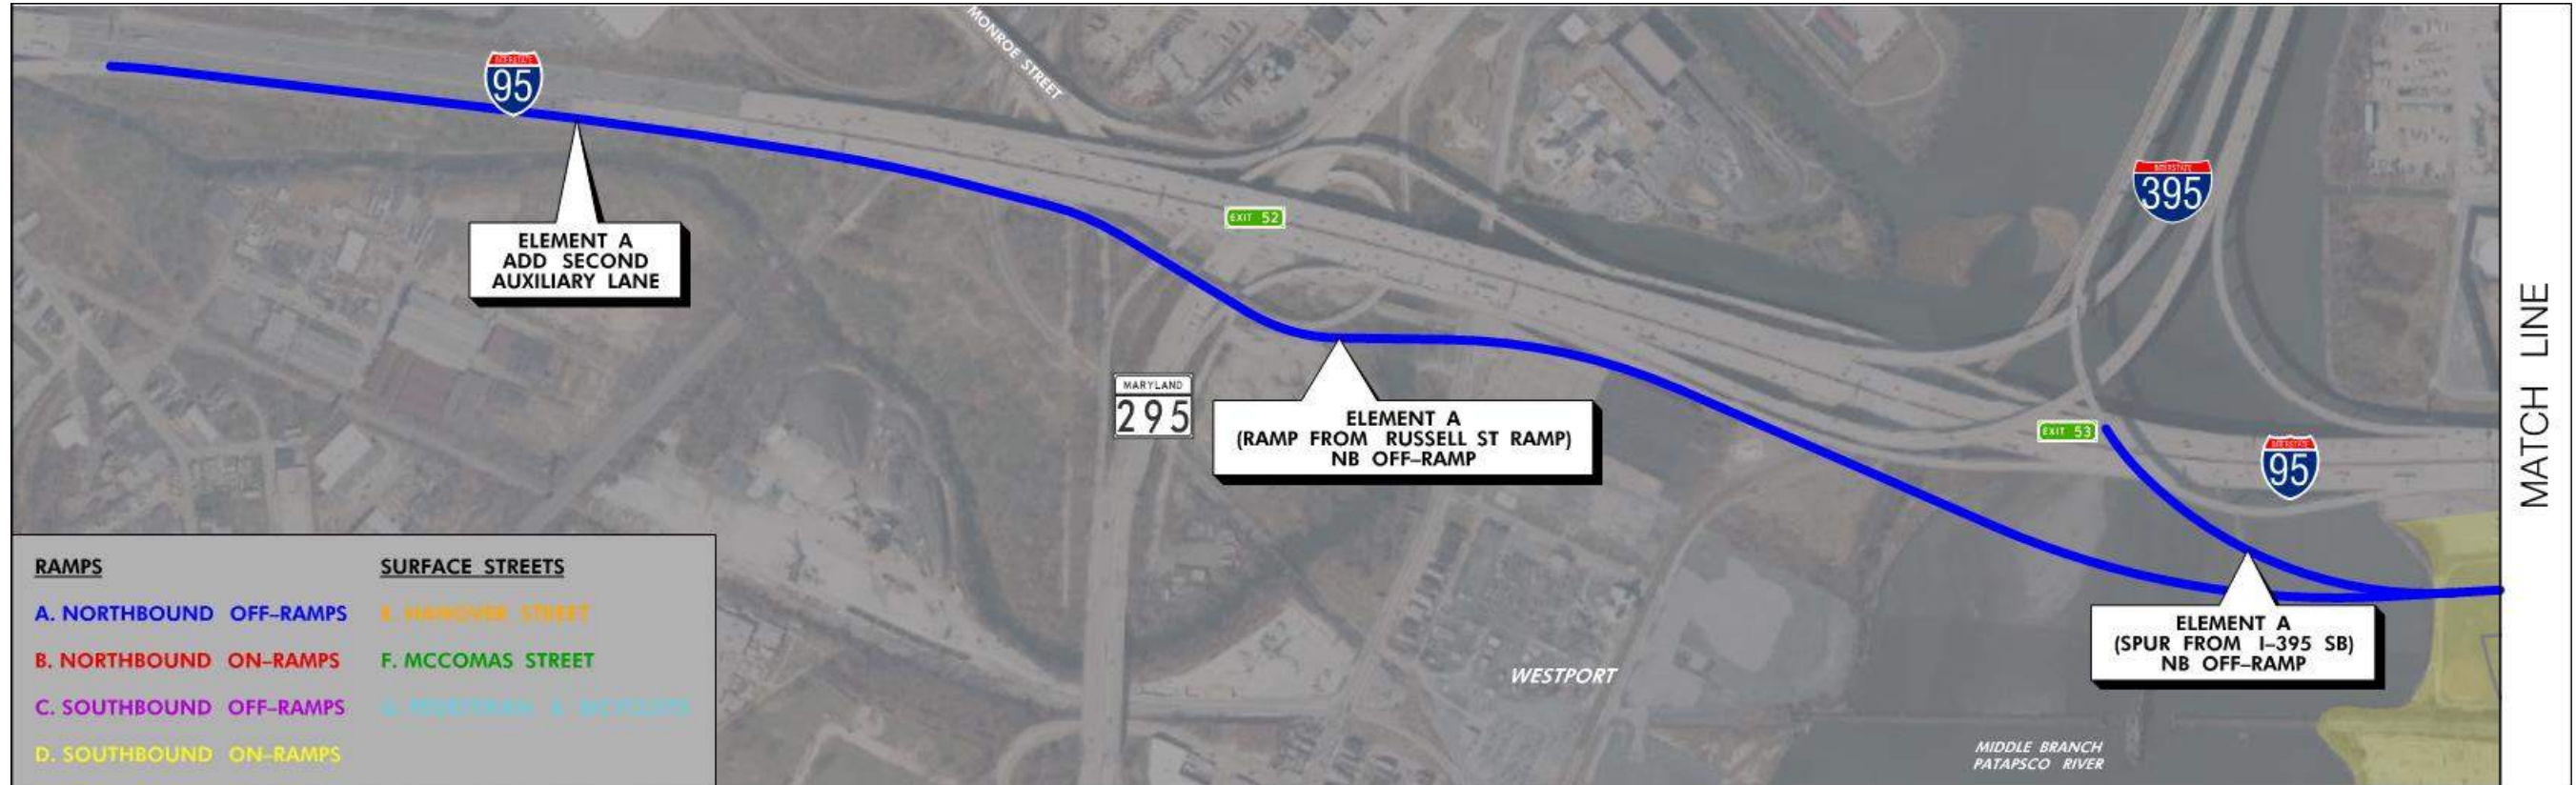 MONROE STREET
INTERSTATE
95
ELEMENT A
ADD SECOND
AUXILIARY LANE
EXIT 52
INTERSTATE
395
MARYLAND
295
ELEMENT A
(RAMP FROM RUSSELL ST RAMP)
NB OFF-RAMP
EXIT 53
INTERSTATE
95
MATCH LINE
ELEMENT A
(SPUR FROM I-395 SB)
NB OFF-RAMP
WESTPORT
MIDDLE BRANCH
PATAPSCO RIVER
RAMPS
A. NORTHBOUND OFF-RAMPS
B. NORTHBOUND ON-RAMPS
C. SOUTHBOUND OFF-RAMPS
D. SOUTHBOUND ON-RAMPS
SURFACE STREETS
E. HANOVER STREET
F. MCCOMAS STREET